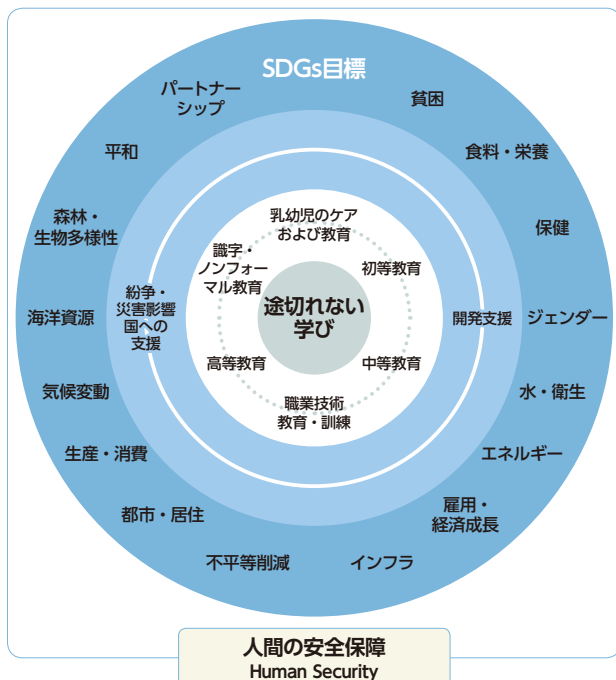 SDGs目標
貧困
食料・栄養
保健
ジェンダー
水・衛生
エネルギー
雇用・
経済成長
インフラ
不平等削減
都市・居住
生産・消費
気候変動
海洋資源
森林・
生物多様性
平和
パートナー
シップ
開発支援
紛争・
災害影響
国への
支援
乳幼児のケア
および教育
初等教育
中等教育
職業技術
教育・訓練
高等教育
識字・
ノンフォー
マル教育
途切れない
学び
人間の安全保障
Human Security